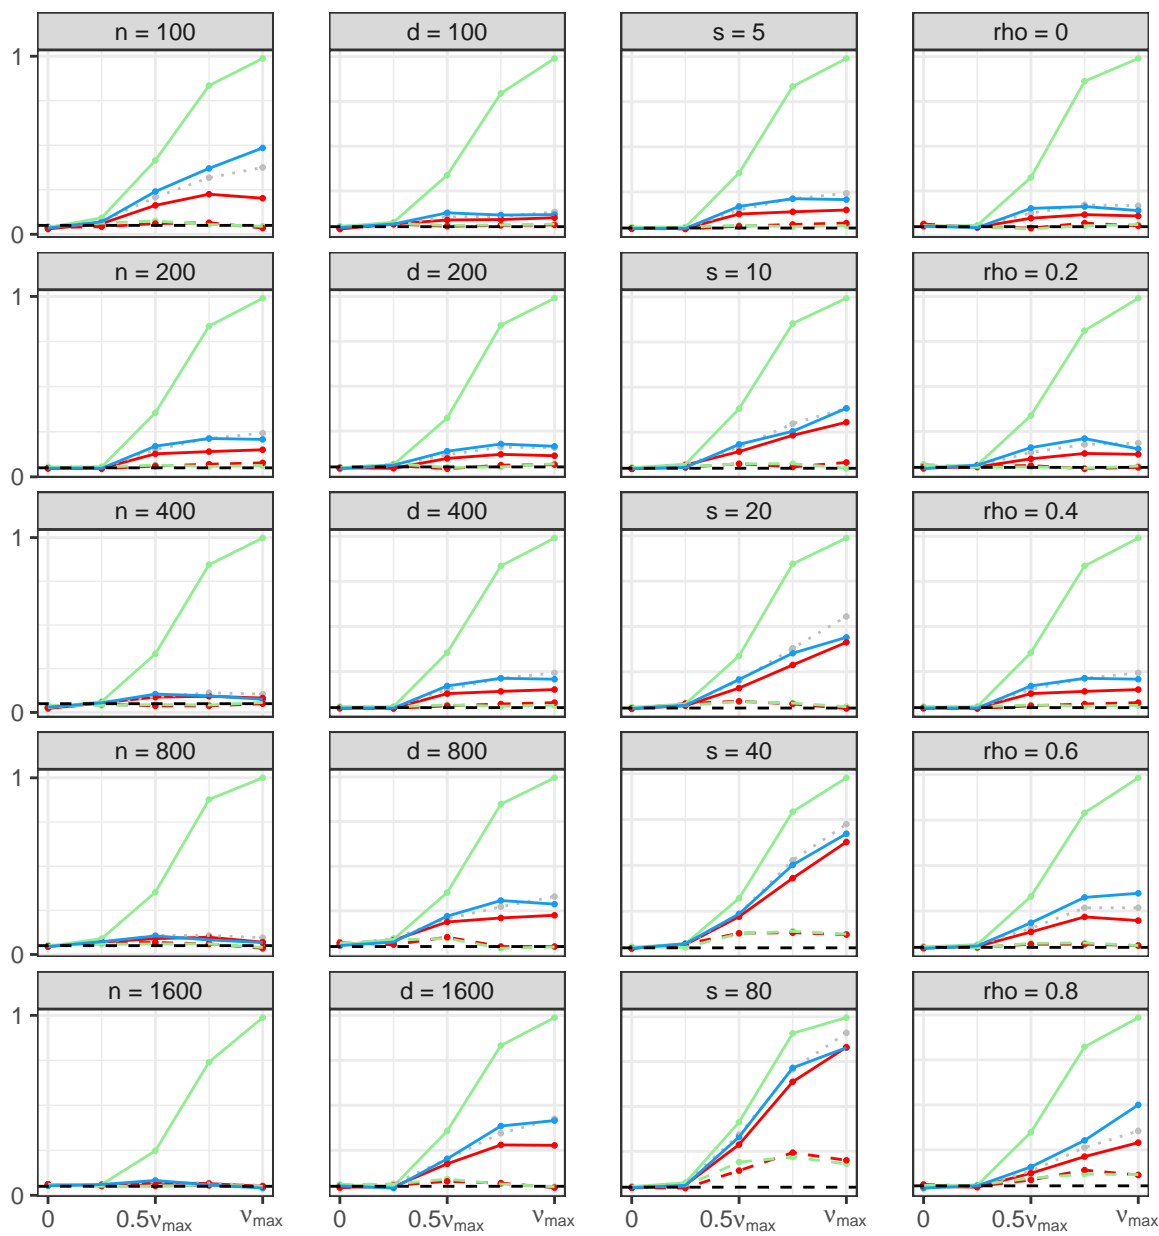 n = 100 d = 100 s = 5 rho = 0
1
0
n = 200 d = 200 s = 10 rho = 0.2
1
0
n = 400 d = 400 s = 20 rho = 0.4
1
0
n = 800 d = 800 s = 40 rho = 0.6
1
0
n = 1600 d = 1600 s = 80 rho = 0.8
1
0
0 0.5νmax νmax 0 0.5νmax νmax 0 0.5νmax νmax 0 0.5νmax νmax